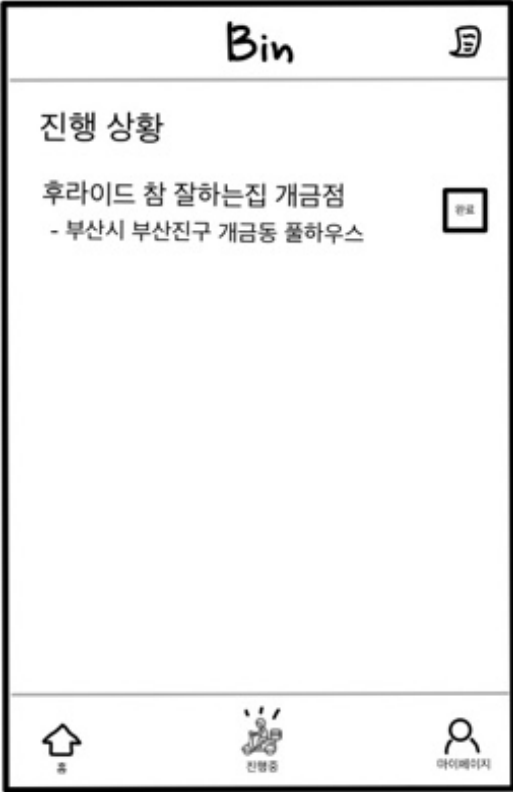 Bin
진행 상황
후라이드 참 잘하는집 개금점
완료
- 부산시 부산진구 개금동 풀하우스
홈
진행중
마이페이지